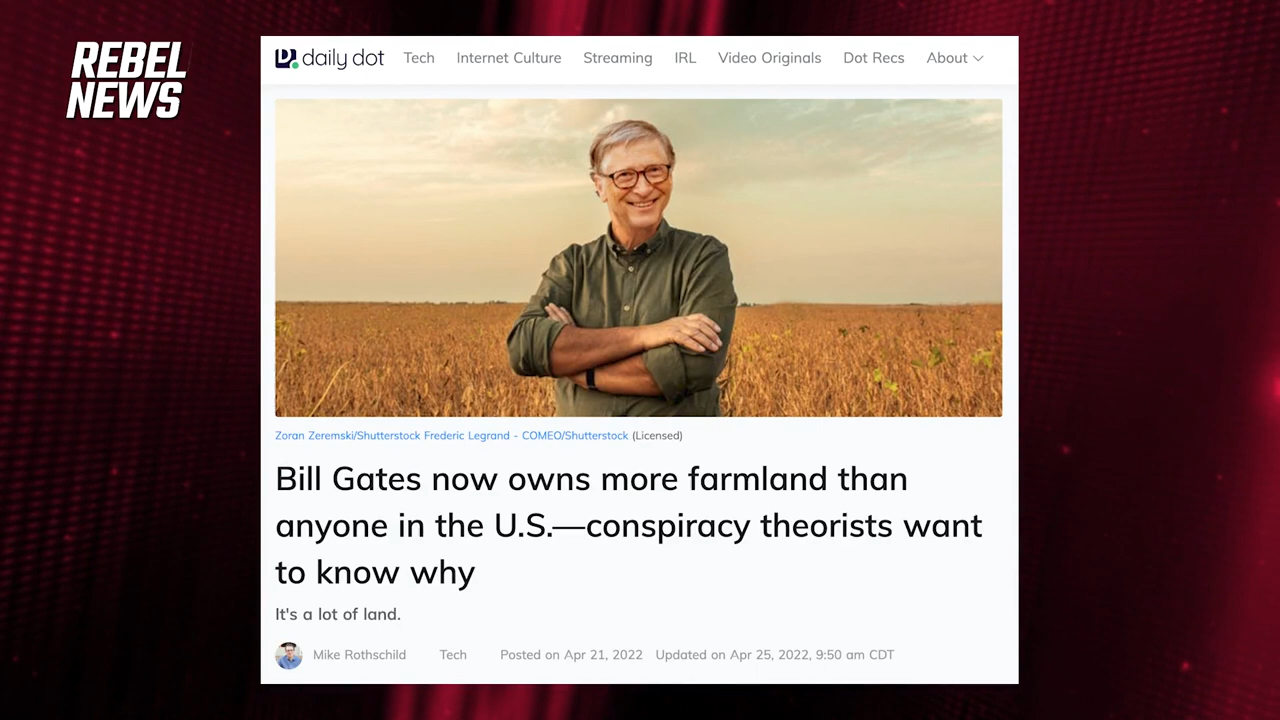 REBEL
NEWS
daily dot Tech Internet Culture Streaming IRL Video Originals Dot Recs About
Zoran Zeremski/Shutterstock Frederic Legrand - COMEO/Shutterstock (Licensed)
Bill Gates now owns more farmland than
anyone in the U.S.—conspiracy theorists want
to know why
It's a lot of land.
Mike Rothschild Tech Posted on Apr 21, 2022 Updated on Apr 25, 2022, 9:50 am CDT